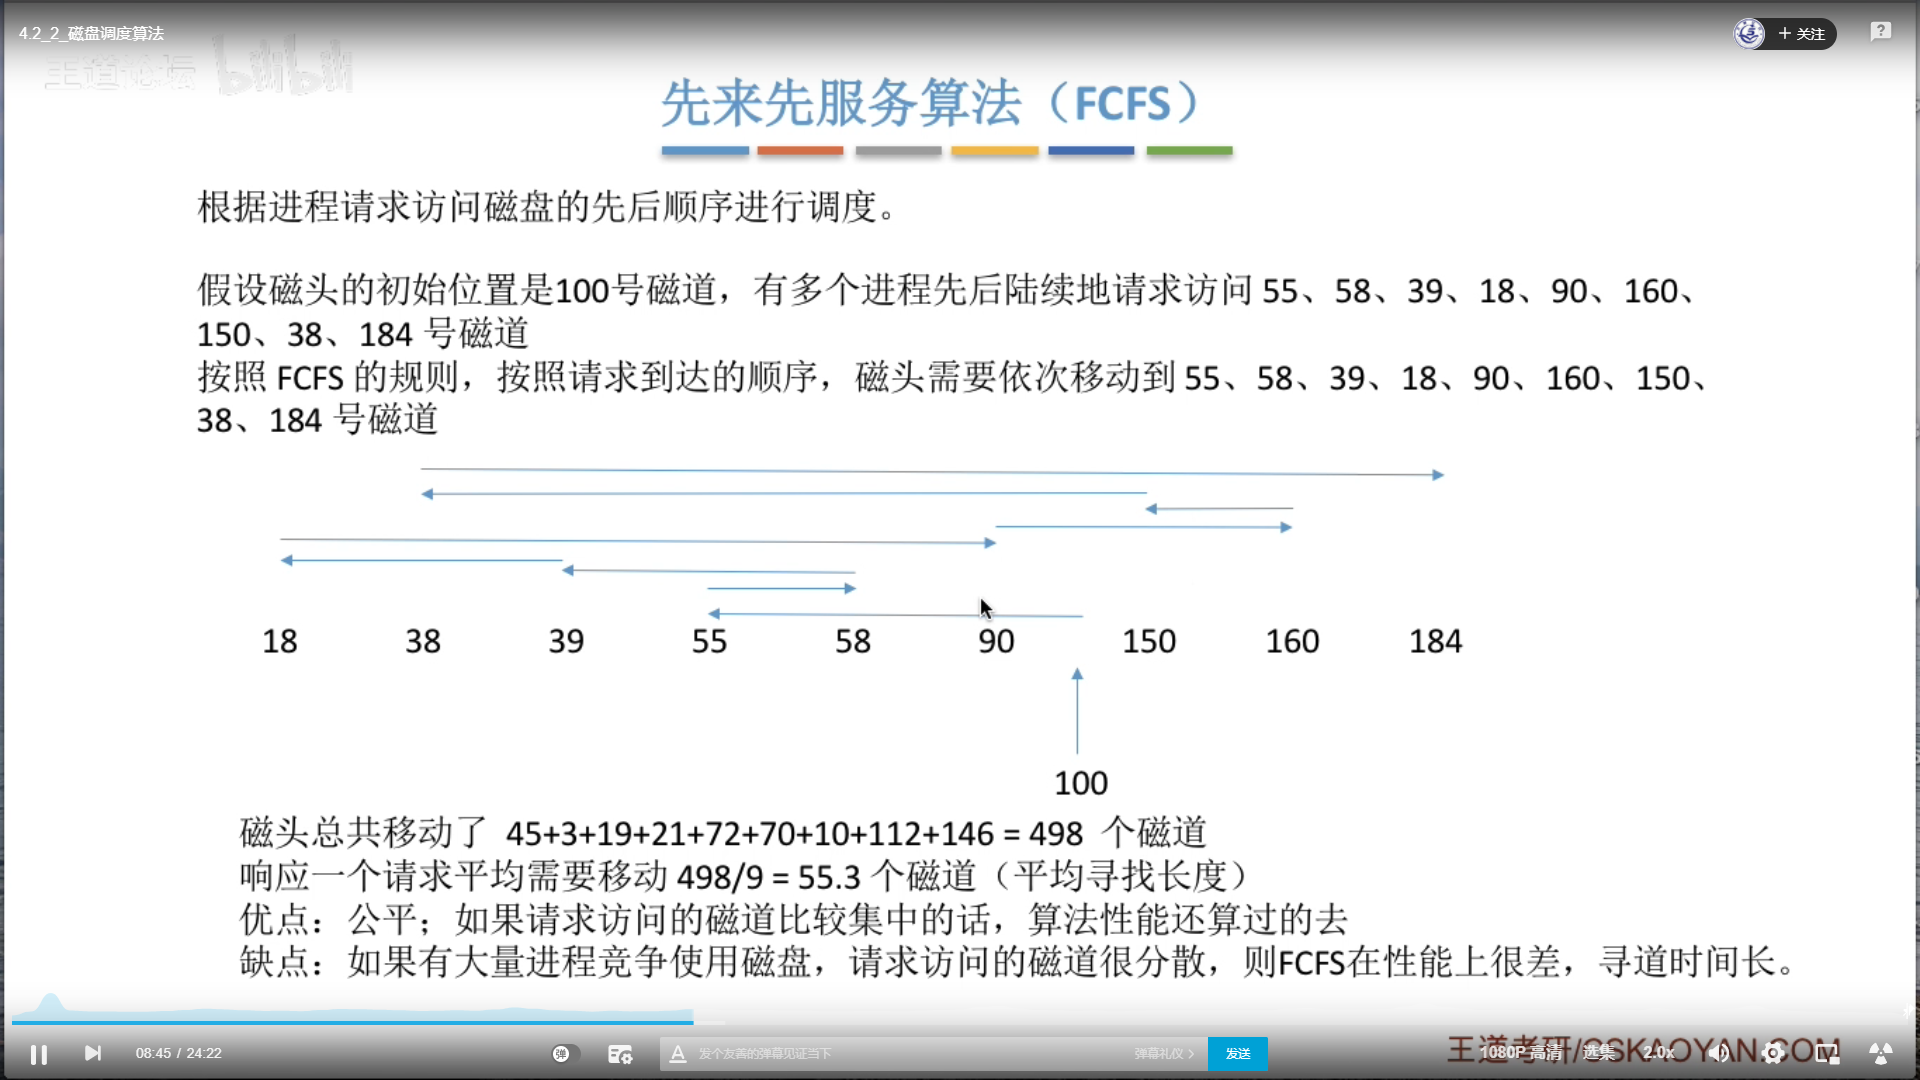 4.2_2_磁盘调度算法
+ 关注
王道论坛 bilibili
先来先服务算法（FCFS）
根据进程请求访问磁盘的先后顺序进行调度。
假设磁头的初始位置是100号磁道，有多个进程先后陆续地请求访问 55、58、39、18、90、160、
150、38、184 号磁道
按照 FCFS 的规则，按照请求到达的顺序，磁头需要依次移动到 55、58、39、18、90、160、150、
38、184 号磁道
18 38 39 55 58 90 150 160 184
100
磁头总共移动了 45+3+19+21+72+70+10+112+146 = 498 个磁道
响应一个请求平均需要移动 498/9 = 55.3 个磁道（平均寻找长度）
优点：公平；如果请求访问的磁道比较集中的话，算法性能还算过的去
缺点：如果有大量进程竞争使用磁盘，请求访问的磁道很分散，则FCFS在性能上很差，寻道时间长。
08:45 / 24:22
弹
发个友善的弹幕见证当下
弹幕礼仪 >
发送
王道考研/CSKAOYAN.COM
1080P 高清 选集 2.0x